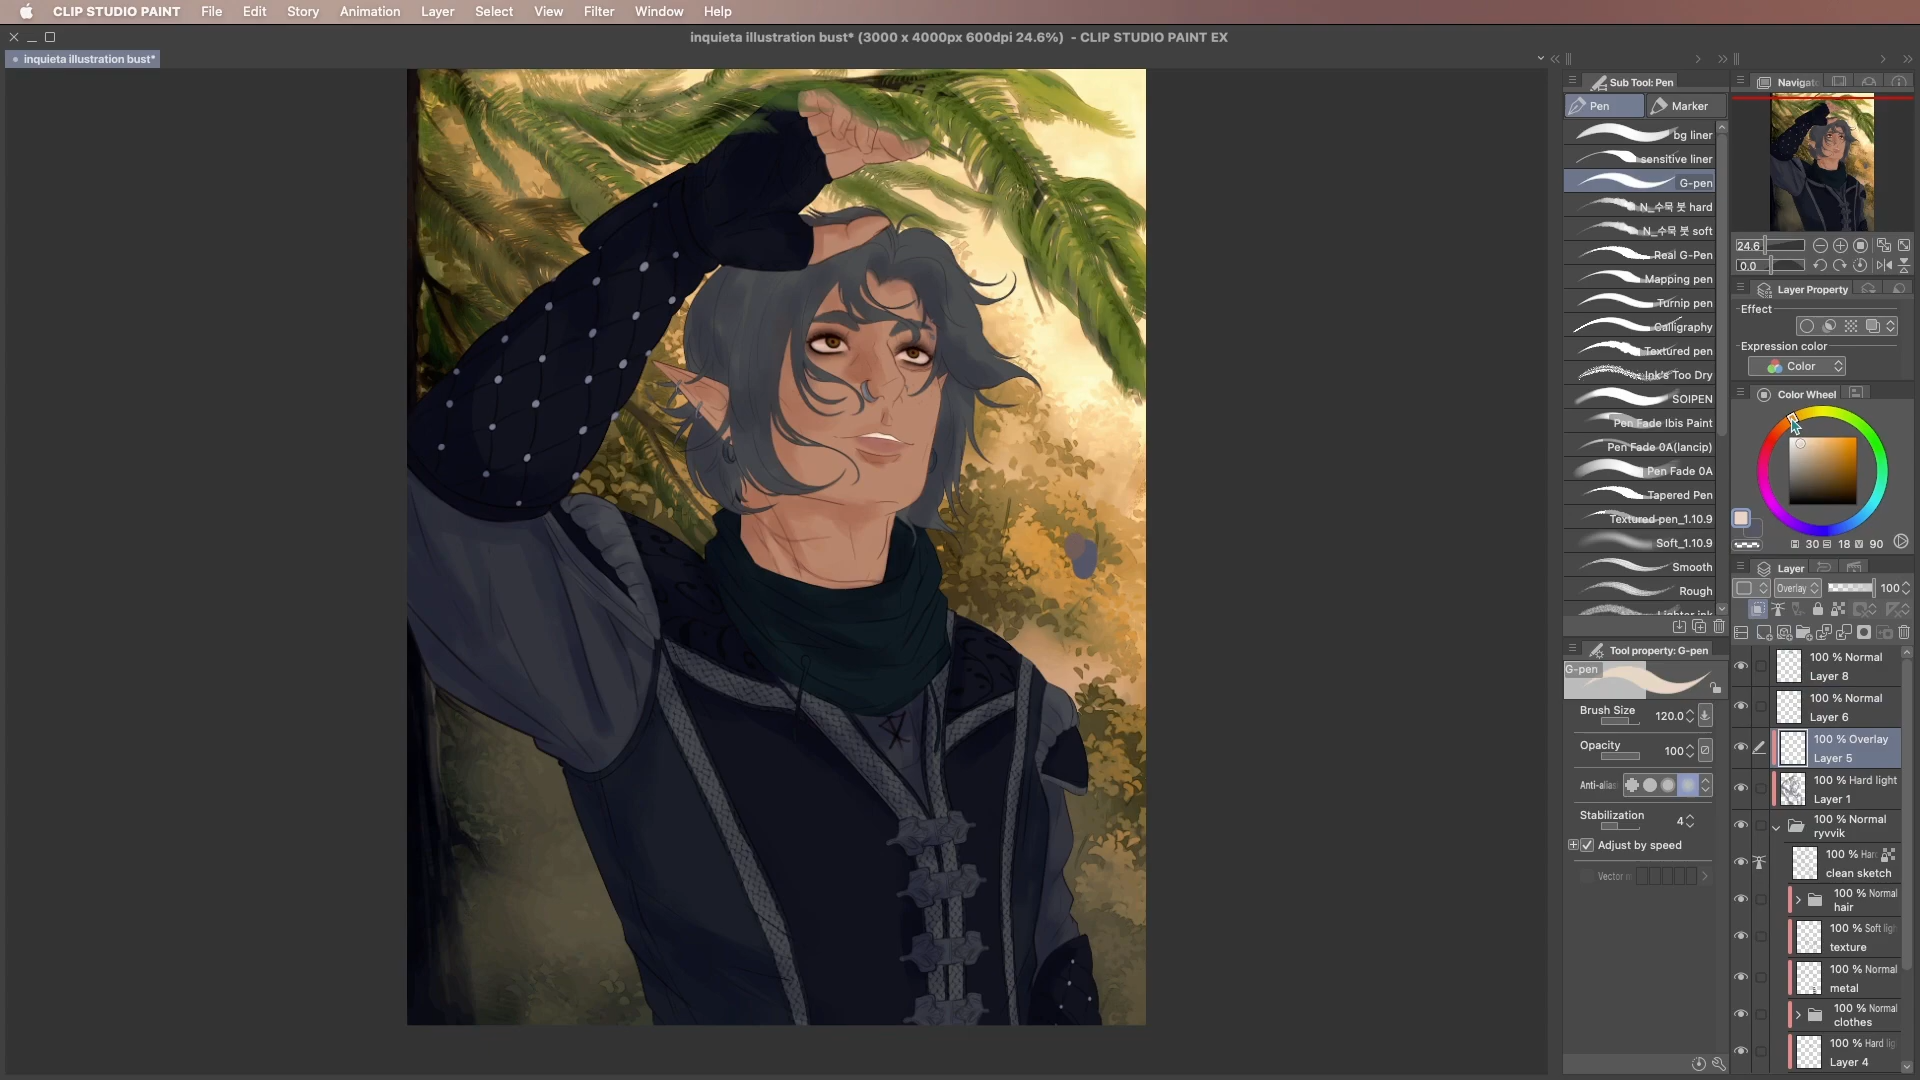 CLIP STUDIO PAINT File Edit Story Animation Layer Select View Filter Window Help
inquieta illustration bust* (3000 x 4000px 600dpi 24.6%) - CLIP STUDIO PAINT EX
inquieta illustration bust*
Sub Tool: Pen
Pen
Marker
bg liner
sensitive liner
G-pen
N_수묵 붓 hard
N_수묵 붓 soft
Real G-Pen
Mapping pen
Turnip pen
Calligraphy
Textured pen
Ink's Too Dry
SOIPEN
Pen Fade Ibis Paint
Pen Fade 0A(lancip)
Pen Fade 0A
Tapered Pen
Textured pen_1.10.9
Soft_1.10.9
Smooth
Rough
Lighter ink
Tool property: G-pen
G-pen
Brush Size 120.0
Opacity 100
Anti-alias
Stabilization 4
Adjust by speed
Vector
Navigat
24.6
0.0
Layer Property
Effect
Expression color
Color
Color Wheel
30 18 90
Layer
Overlay 100
100 % Normal
Layer 8
100 % Normal
Layer 6
100 % Overlay
Layer 5
100 % Hard light
Layer 1
100 % Normal
ryvvik
100 % Har
clean sketch
100 % Normal
hair
100 % Soft lig
texture
100 % Normal
metal
100 % Normal
clothes
100 % Hard lig
Layer 4